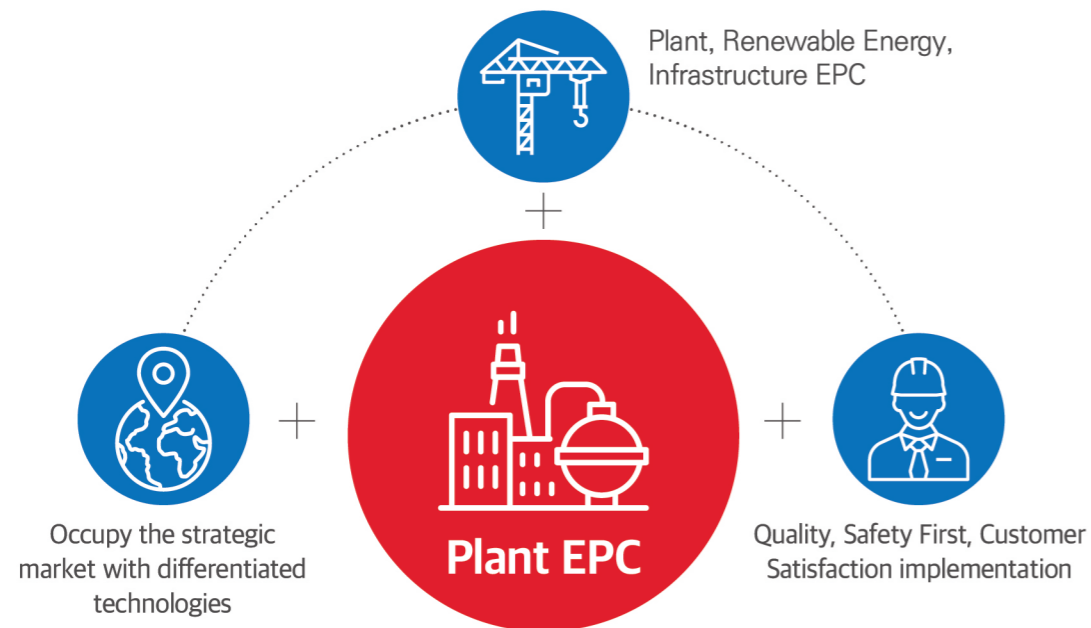 Plant, Renewable Energy,
Infrastructure EPC
Plant EPC
Occupy the strategic
market with differentiated
technologies
Quality, Safety First, Customer
Satisfaction implementation